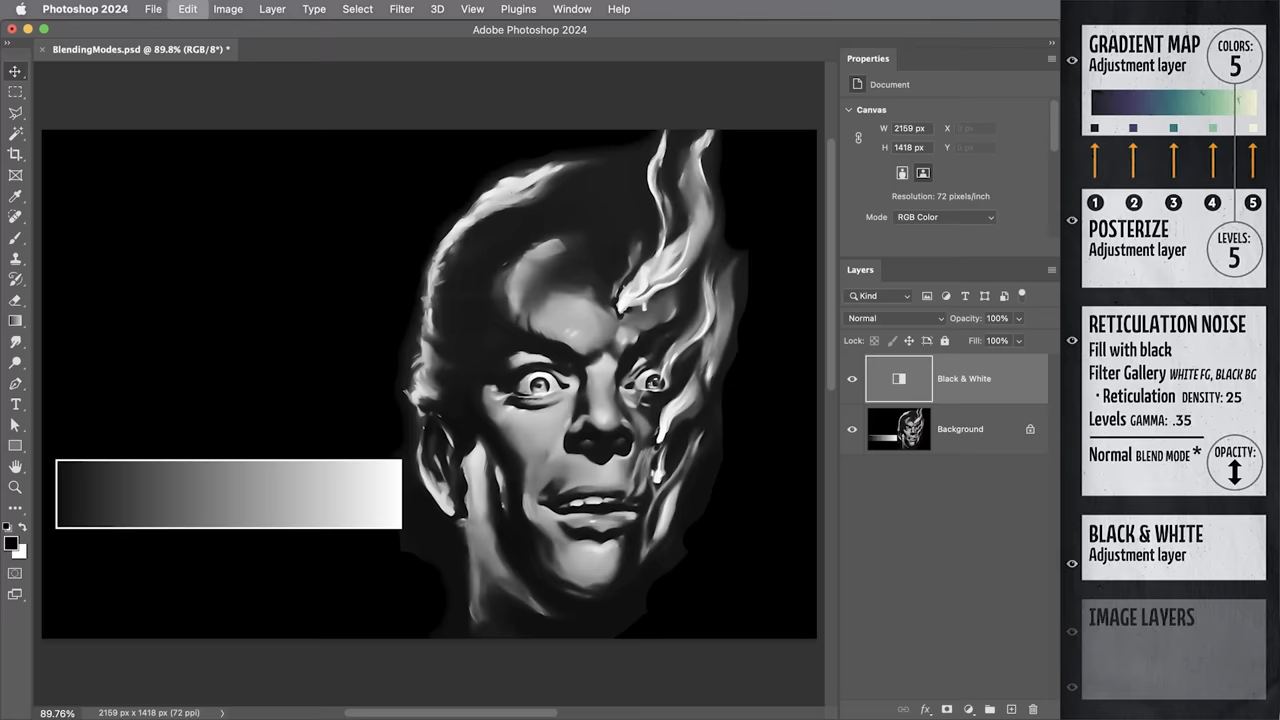 Photoshop 2024 File Edit Image Layer Type Select Filter 3D View Plugins Window Help
Adobe Photoshop 2024
BlendingModes.psd @ 89.8% (RGB/8*) *
Properties
Document
Canvas
W 2159 px X 0 px
H 1418 px Y 0 px
Resolution: 72 pixels/inch
Mode RGB Color
Layers
Kind
Normal Opacity: 100%
Lock: Fill: 100%
Black & White
Background
89.76% 2159 px x 1418 px (72 ppi)
GRADIENT MAP
Adjustment layer
COLORS:
5
1 2 3 4 5
POSTERIZE
Adjustment layer
LEVELS:
5
RETICULATION NOISE
Fill with black
Filter Gallery WHITE FG, BLACK BG
• Reticulation DENSITY: 25
Levels GAMMA: .35
Normal BLEND MODE *
OPACITY:
BLACK & WHITE
Adjustment layer
IMAGE LAYERS